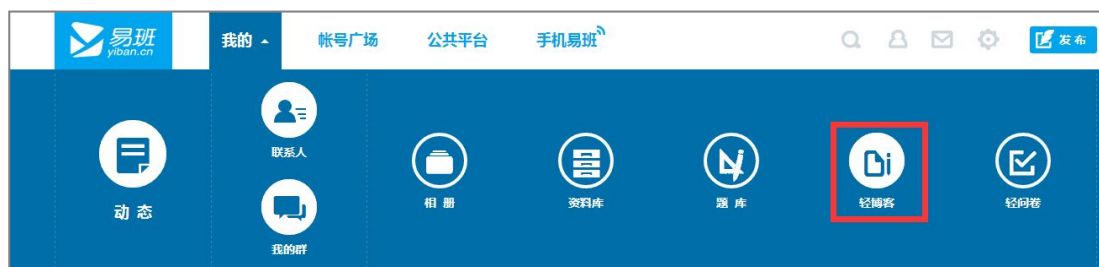 易班
yiban.cn
我的
帐号广场
公共平台
手机易班
发布
动态
联系人
我的群
相册
资料库
题库
轻博客
轻问卷